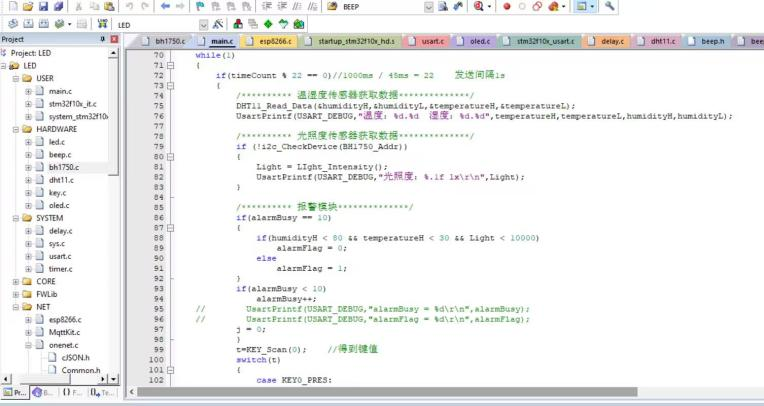 BEEP
LED
Project
bh1750.c main.c esp8266.c startup_stm32f10x_hd.s usart.c oled.c stm32f10x_usart.c delay.c dht11.c beep.h
Project: LED
LED
USER
main.c
stm32f10x_it.c
system_stm32f10
HARDWARE
led.c
beep.c
bh1750.c
dht11.c
key.c
oled.c
SYSTEM
delay.c
sys.c
usart.c
timer.c
CORE
FWLib
NET
esp8266.c
MqttKit.c
onenet.c
cJSON.h
Common.h
Pr... B... {} F... Te...
70 while(1)
71 {
72 if(timeCount % 22 == 0)//1000ms / 45ms = 22 发送间隔1s
73 {
74 /********** 温湿度传感器获取数据**************/
75 DHT11_Read_Data(&humidityH,&humidityL,&temperatureH,&temperatureL);
76 UsartPrintf(USART_DEBUG,"温度: %d.%d 湿度: %d.%d",temperatureH,temperatureL,humidityH,humidityL);
77
78 /********** 光照度传感器获取数据**************/
79 if (!i2c_CheckDevice(BH1750_Addr))
80 {
81 Light = LIght_Intensity();
82 UsartPrintf(USART_DEBUG,"光照度: %.1f lx\r\n",Light);
83 }
84
85 /********** 报警模块**************/
86 if(alarmBusy == 10)
87 {
88 if(humidityH < 80 && temperatureH < 30 && Light < 10000)
89 alarmFlag = 0;
90 else
91 alarmFlag = 1;
92 }
93 if(alarmBusy < 10)
94 alarmBusy++;
95 // UsartPrintf(USART_DEBUG,"alarmBusy = %d\r\n",alarmBusy);
96 // UsartPrintf(USART_DEBUG,"alarmFlag = %d\r\n",alarmFlag);
97 j = 0;
98 }
99 t=KEY_Scan(0); //得到键值
100 switch(t)
101 {
102 case KEY0_PRES: